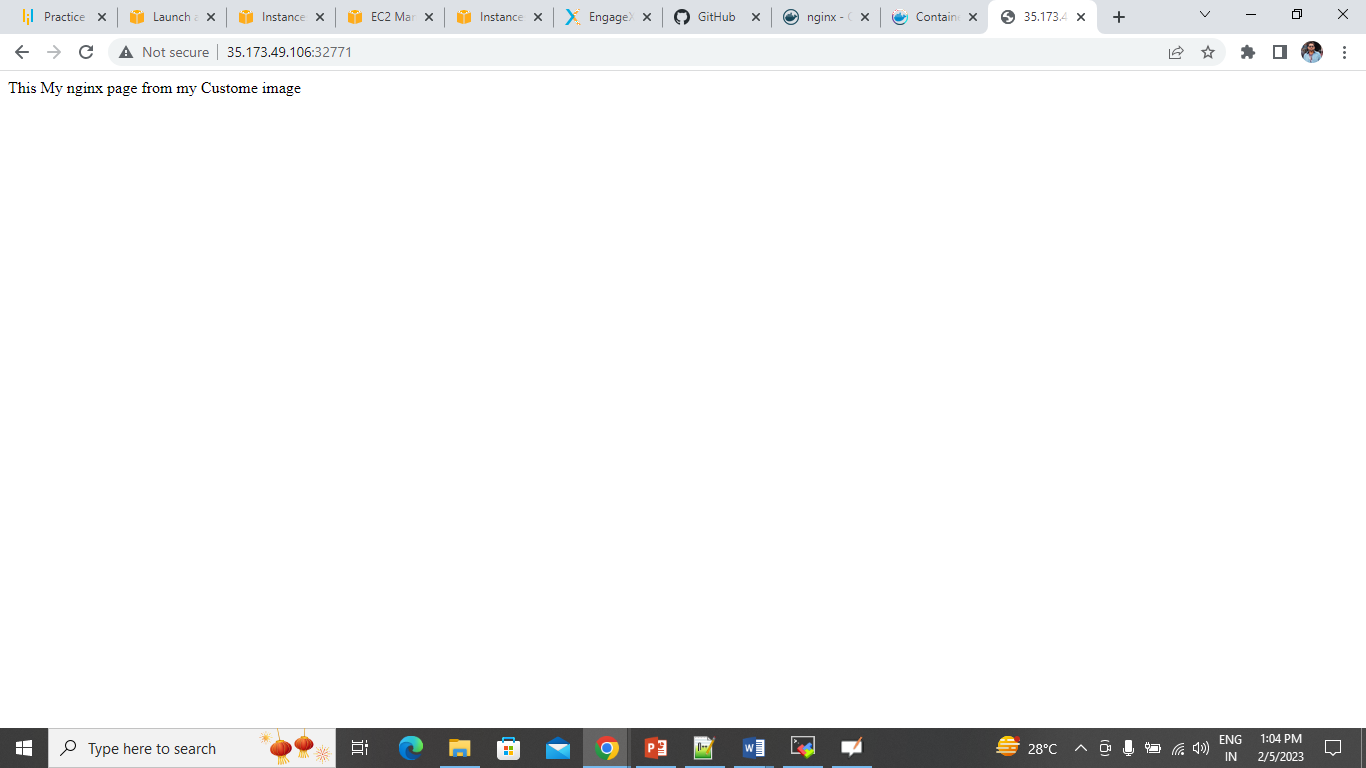 Practice
Launch a
Instance
EC2 Mar
Instance
EngageX
GitHub
nginx - 
Contain
35.173.4
Not secure
35.173.49.106:32771
This My nginx page from my Custome image
Type here to search
28°C
ENG
IN
1:04 PM
2/5/2023